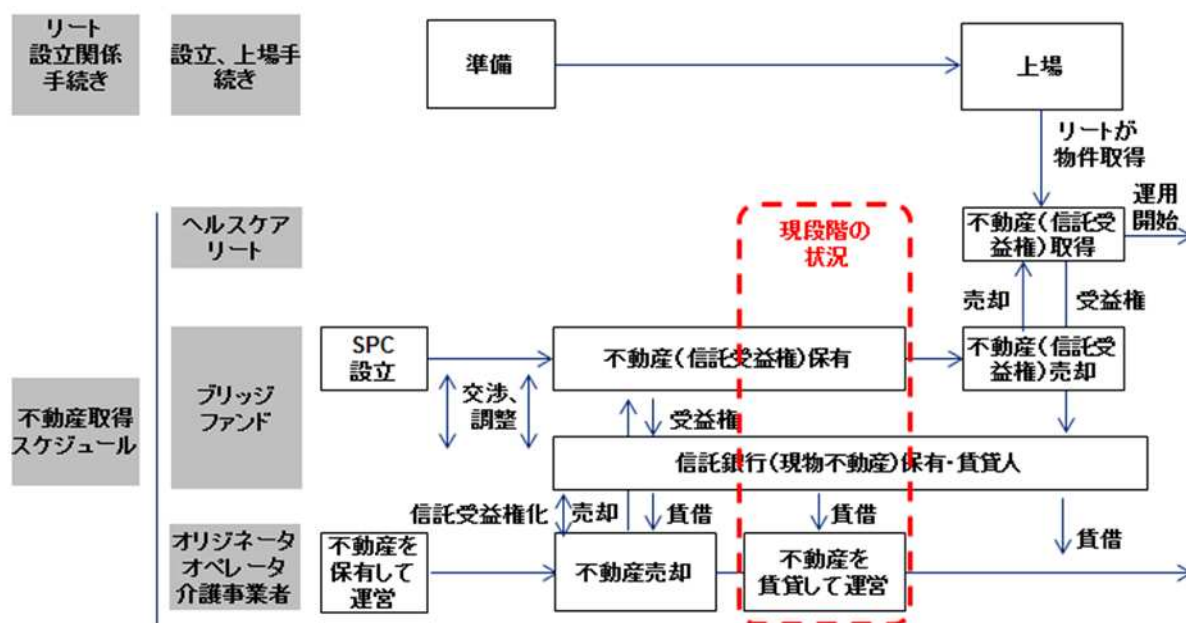 リート
設立関係
手続き
設立、上場手
続き
準備
上場
リートが
物件取得
ヘルスケア
リート
現段階の
状況
不動産(信託受
益権)取得
運用
開始
売却
受益権
不動産取得
スケジュール
ブリッジ
ファンド
SPC
設立
交渉、
調整
不動産(信託受益権)保有
不動産(信託受
益権)売却
受益権
信託銀行(現物不動産)保有・賃貸人
信託受益権化
売却
賃借
賃借
賃借
オリジネータ
オペレータ
介護事業者
不動産を
保有して
運営
不動産売却
不動産を
賃貸して運営